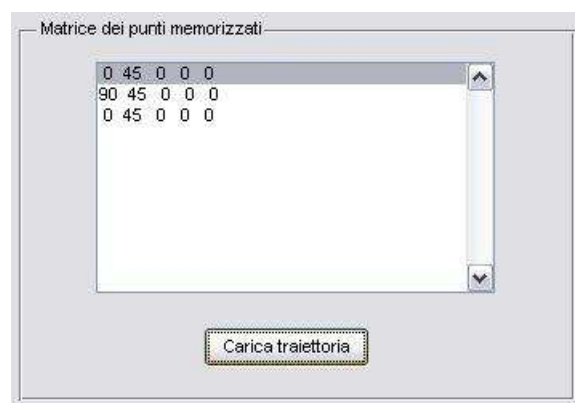 Matrice dei punti memorizzati
0 45 0 0 0
90 45 0 0 0
0 45 0 0 0
Carica traiettoria